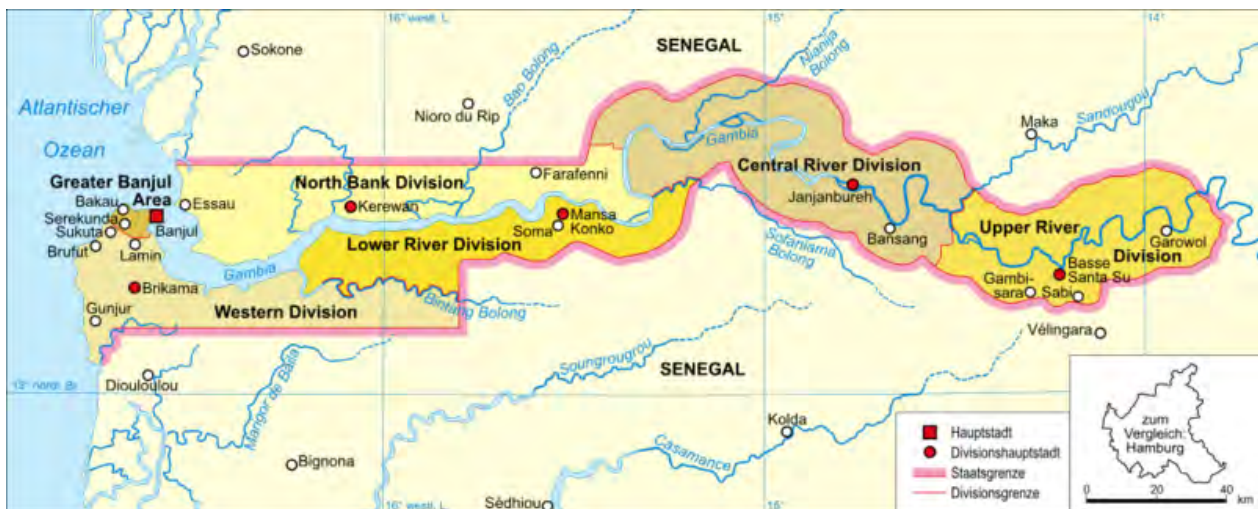 16° westl. L.
15°
14°
Sokone
SENEGAL
Nianija
Bolong
Bao Bolong
Atlantischer
Ozean
Nioro du Rip
Maka
Sandougou
Gambia
Farafenni
Central River Division
Greater Banjul
Area
North Bank Division
Janjanbureh
Bakau
Essau
Kerewan
Serekunda
Banjul
Mansa
Konko
Sukuta
Soma
Upper River
Division
Brufut
Lamin
Lower River Division
Bansang
Garowol
Sofaniama
Bolong
Gambia
Basse
Santa Su
Brikama
Gambi-
sara
Sabi
Bintang Bolong
Gunjur
Western Division
Vélingara
Soungrougrou
SENEGAL
Diouloulou
13° nördl. Br.
Kolda
Bignona
Casamance
Sédhiou
16° westl. L.
15°
Hauptstadt
Divisionshauptstadt
Staatsgrenze
Divisionsgrenze
zum
Vergleich:
Hamburg
0 20 40
km